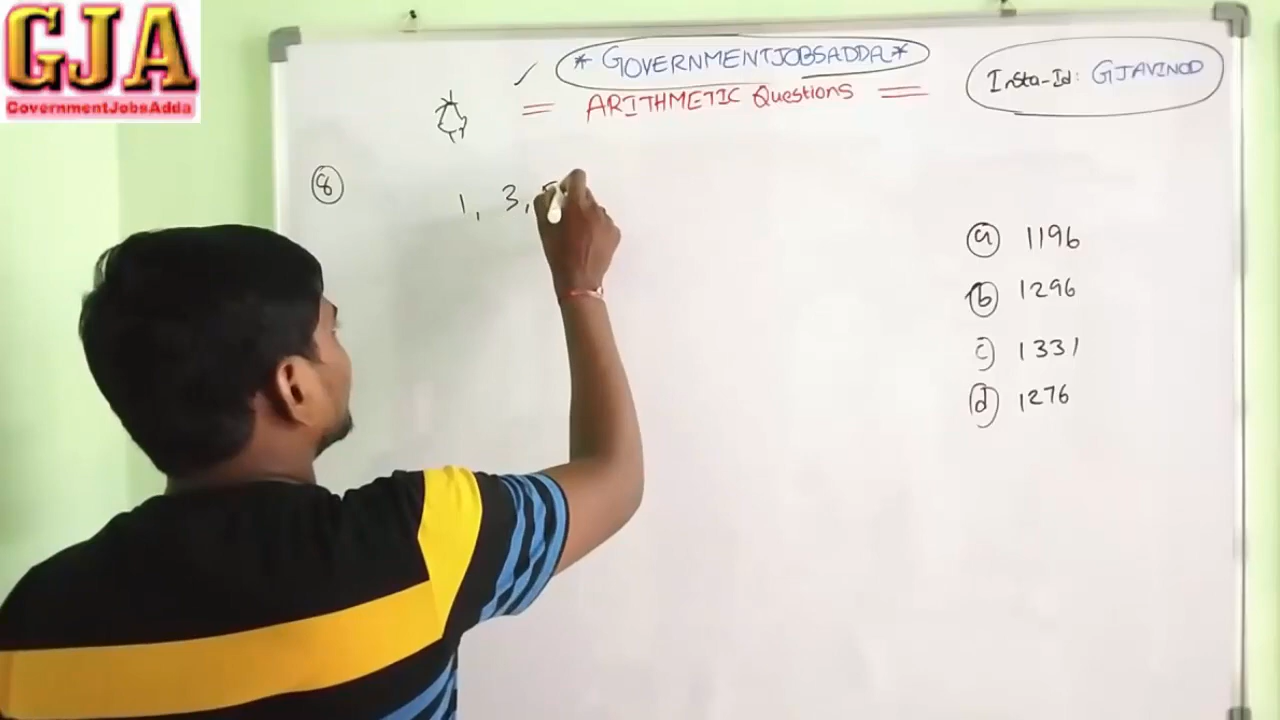 GJA
GovernmentJobsAdda
* GOVERNMENTJOBSADDA *
Insta-Id: GJAVINOD
= ARITHMETIC Questions =
8
1, 3,
a 1196
b 1296
c 1331
d 1276